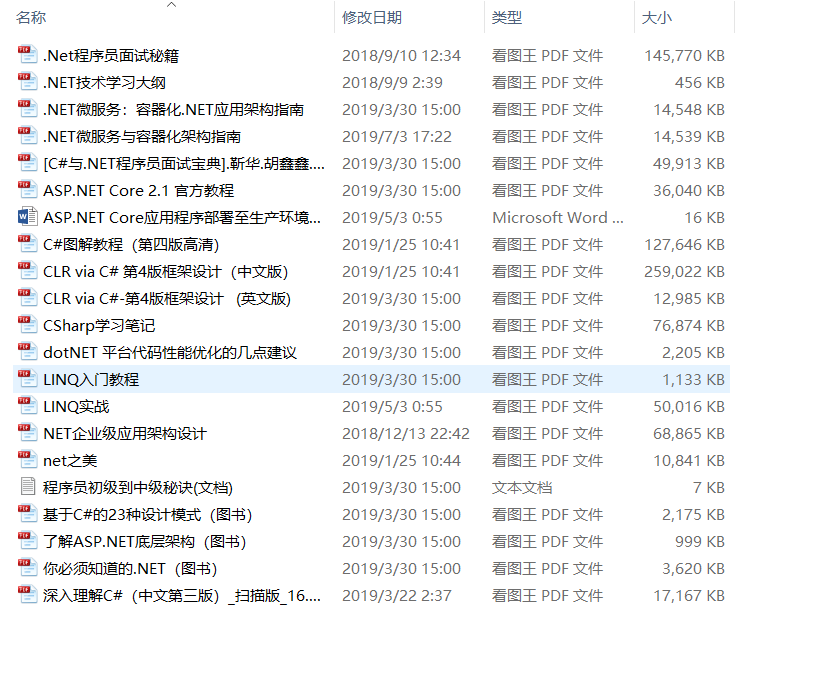 名称 修改日期 类型 大小
.Net程序员面试秘籍 2018/9/10 12:34 看图王 PDF 文件 145,770 KB
.NET技术学习大纲 2018/9/9 2:39 看图王 PDF 文件 456 KB
.NET微服务：容器化.NET应用架构指南 2019/3/30 15:00 看图王 PDF 文件 14,548 KB
.NET微服务与容器化架构指南 2019/7/3 17:22 看图王 PDF 文件 14,539 KB
[C#与.NET程序员面试宝典].靳华.胡鑫鑫.... 2019/3/30 15:00 看图王 PDF 文件 49,913 KB
ASP.NET Core 2.1 官方教程 2019/3/30 15:00 看图王 PDF 文件 36,040 KB
ASP.NET Core应用程序部署至生产环境... 2019/5/3 0:55 Microsoft Word ... 16 KB
C#图解教程（第四版高清） 2019/1/25 10:41 看图王 PDF 文件 127,646 KB
CLR via C# 第4版框架设计（中文版） 2019/1/25 10:41 看图王 PDF 文件 259,022 KB
CLR via C#-第4版框架设计 （英文版) 2019/3/30 15:00 看图王 PDF 文件 12,985 KB
CSharp学习笔记 2019/3/30 15:00 看图王 PDF 文件 76,874 KB
dotNET 平台代码性能优化的几点建议 2019/3/30 15:00 看图王 PDF 文件 2,205 KB
LINQ入门教程 2019/3/30 15:00 看图王 PDF 文件 1,133 KB
LINQ实战 2019/5/3 0:55 看图王 PDF 文件 50,016 KB
NET企业级应用架构设计 2018/12/13 22:42 看图王 PDF 文件 68,865 KB
net之美 2019/1/25 10:44 看图王 PDF 文件 10,841 KB
程序员初级到中级秘诀(文档) 2019/3/30 15:00 文本文档 7 KB
基于C#的23种设计模式（图书） 2019/3/30 15:00 看图王 PDF 文件 2,175 KB
了解ASP.NET底层架构（图书） 2019/3/30 15:00 看图王 PDF 文件 999 KB
你必须知道的.NET（图书） 2019/3/30 15:00 看图王 PDF 文件 3,620 KB
深入理解C#（中文第三版）_扫描版_16.... 2019/3/22 2:37 看图王 PDF 文件 17,167 KB